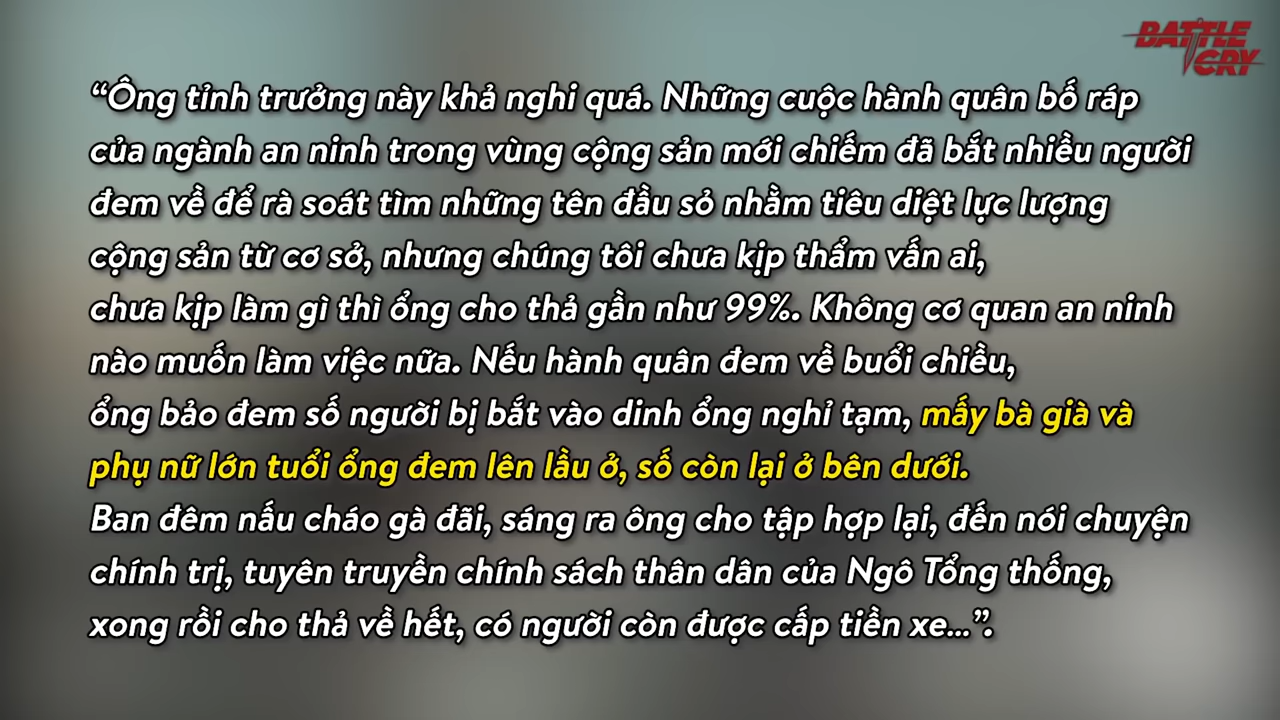 BATTLE
CRY
“Ông tỉnh trưởng này khả nghi quá. Những cuộc hành quân bố ráp
của ngành an ninh trong vùng cộng sản mới chiếm đã bắt nhiều người
đem về để rà soát tìm những tên đầu sỏ nhằm tiêu diệt lực lượng
cộng sản từ cơ sở, nhưng chúng tôi chưa kịp thẩm vấn ai,
chưa kịp làm gì thì ổng cho thả gần như 99%. Không cơ quan an ninh
nào muốn làm việc nữa. Nếu hành quân đem về buổi chiều,
ổng bảo đem số người bị bắt vào dinh ổng nghỉ tạm, mấy bà già và
phụ nữ lớn tuổi ổng đem lên lầu ở, số còn lại ở bên dưới.
Ban đêm nấu cháo gà đãi, sáng ra ông cho tập hợp lại, đến nói chuyện
chính trị, tuyên truyền chính sách thân dân của Ngô Tổng thống,
xong rồi cho thả về hết, có người còn được cấp tiền xe...”.